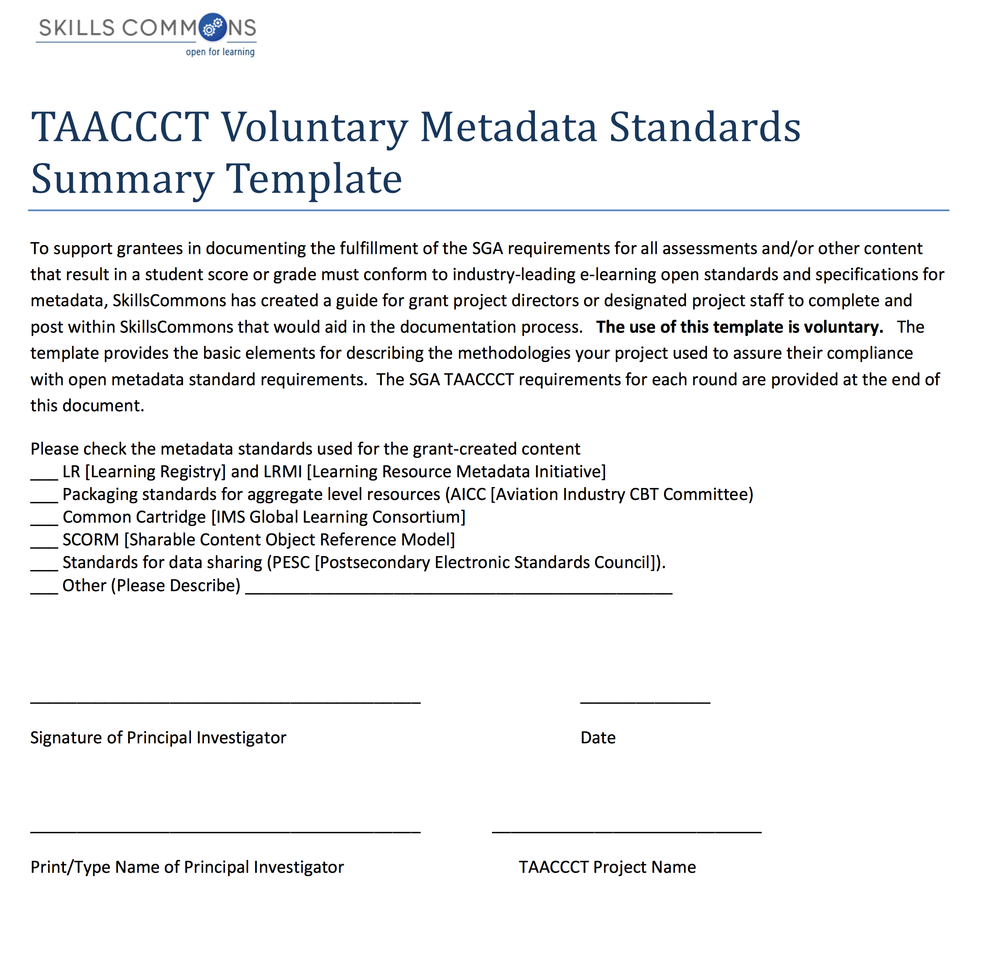 SKILLS COMMONS
open for learning
TAACCCT Voluntary Metadata Standards
Summary Template
To support grantees in documenting the fulfillment of the SGA requirements for all assessments and/or other content
that result in a student score or grade must conform to industry-leading e-learning open standards and specifications for
metadata, SkillsCommons has created a guide for grant project directors or designated project staff to complete and
post within SkillsCommons that would aid in the documentation process.   The use of this template is voluntary.   The
template provides the basic elements for describing the methodologies your project used to assure their compliance
with open metadata standard requirements.  The SGA TAACCCT requirements for each round are provided at the end of
this document.
Please check the metadata standards used for the grant-created content
___ LR [Learning Registry] and LRMI [Learning Resource Metadata Initiative]
___ Packaging standards for aggregate level resources (AICC [Aviation Industry CBT Committee)
___ Common Cartridge [IMS Global Learning Consortium]
___ SCORM [Sharable Content Object Reference Model]
___ Standards for data sharing (PESC [Postsecondary Electronic Standards Council]).
___ Other (Please Describe) ______________________________________________
Signature of Principal Investigator Date
Print/Type Name of Principal Investigator TAACCCT Project Name